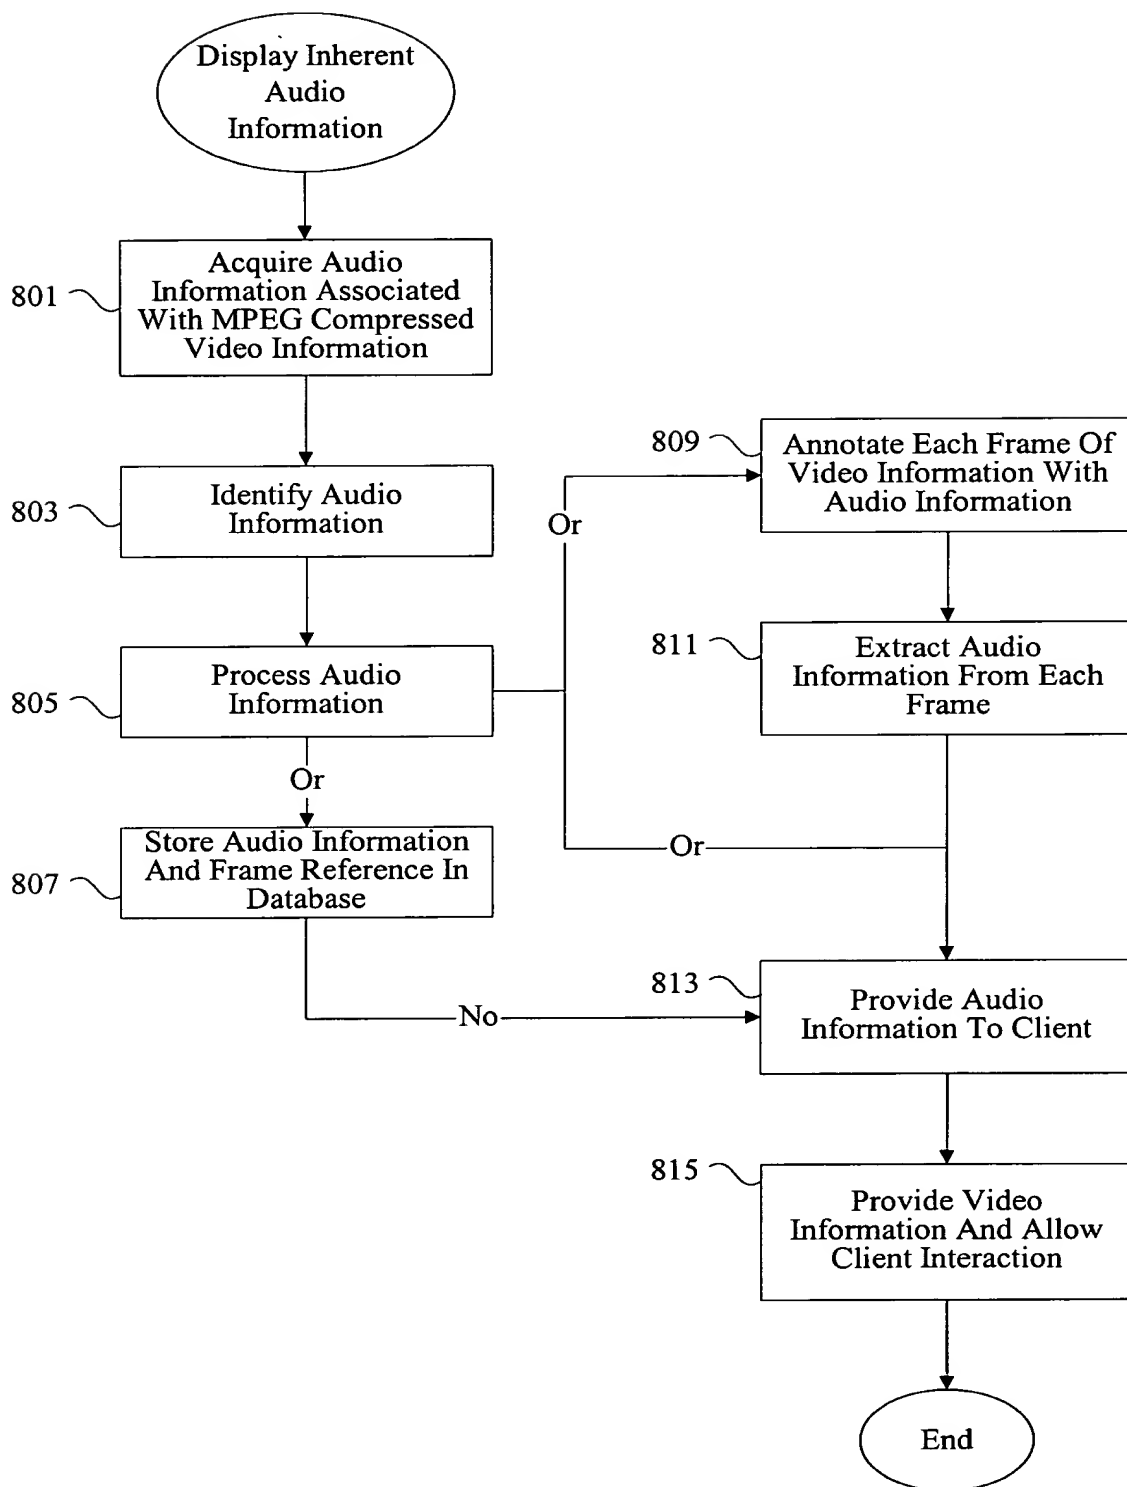 Display Inherent
Audio
Information
801
Acquire Audio
Information Associated
With MPEG Compressed
Video Information
803
Identify Audio
Information
805
Process Audio
Information
Or
807
Store Audio Information
And Frame Reference In
Database
No
Or
809
Annotate Each Frame Of
Video Information With
Audio Information
811
Extract Audio
Information From Each
Frame
Or
813
Provide Audio
Information To Client
815
Provide Video
Information And Allow
Client Interaction
End